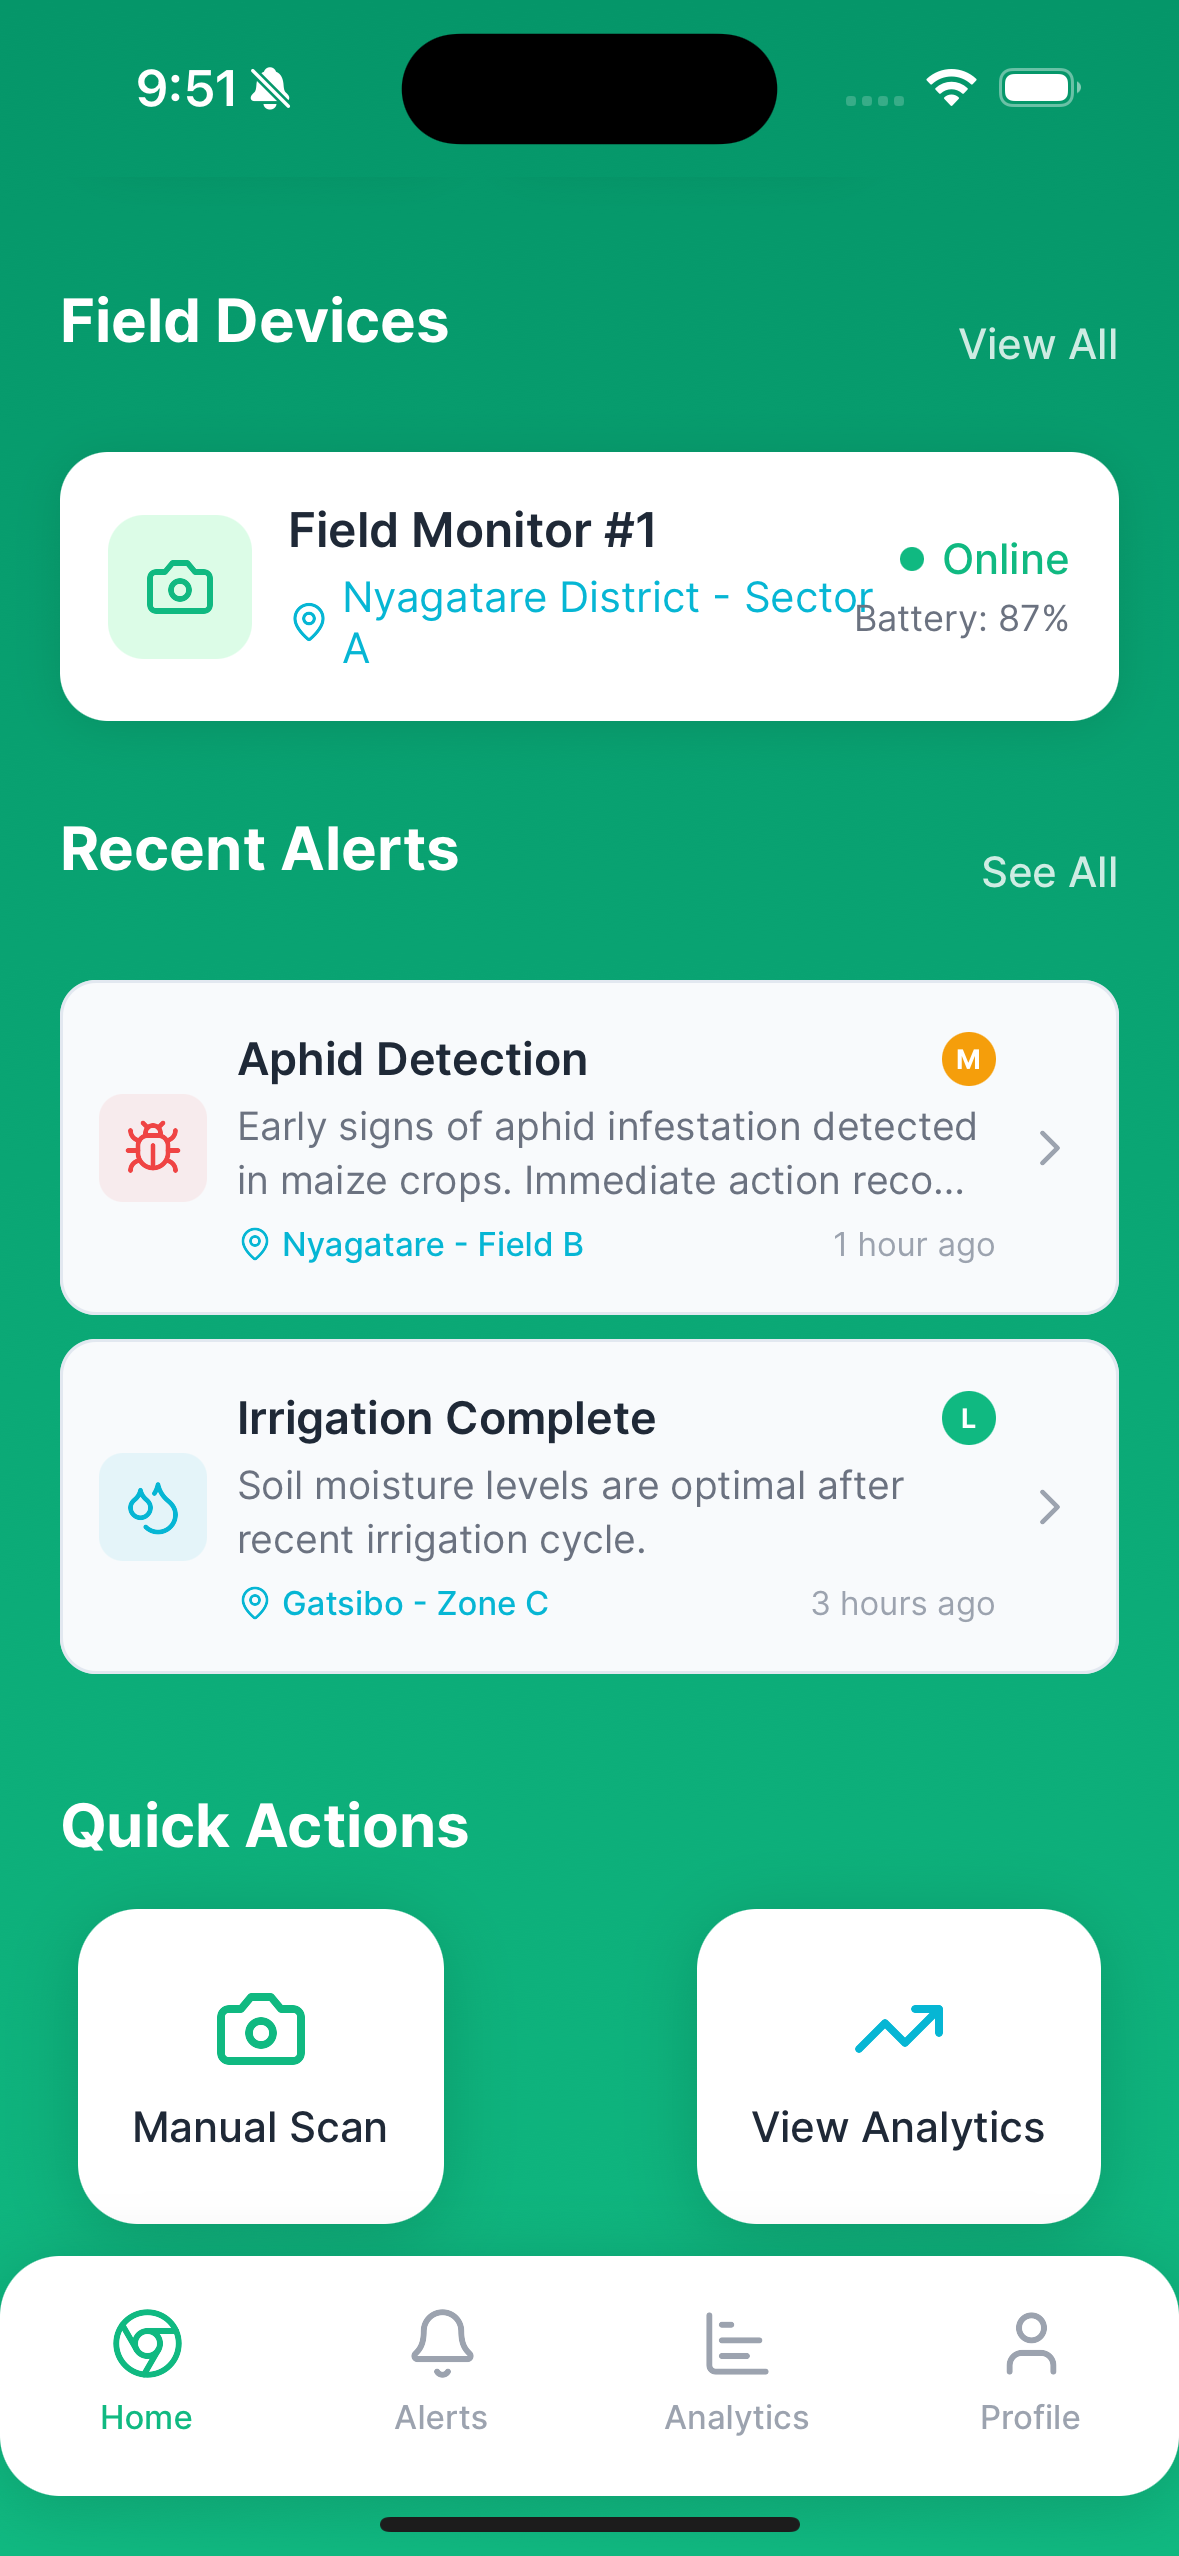 9:51
Field Devices
View All
Field Monitor #1
Nyagatare District - Sector
A
Online
Battery: 87%
Recent Alerts
See All
Aphid Detection
M
Early signs of aphid infestation detected
in maize crops. Immediate action reco...
Nyagatare - Field B
1 hour ago
Irrigation Complete
L
Soil moisture levels are optimal after
recent irrigation cycle.
Gatsibo - Zone C
3 hours ago
Quick Actions
Manual Scan
View Analytics
Home
Alerts
Analytics
Profile